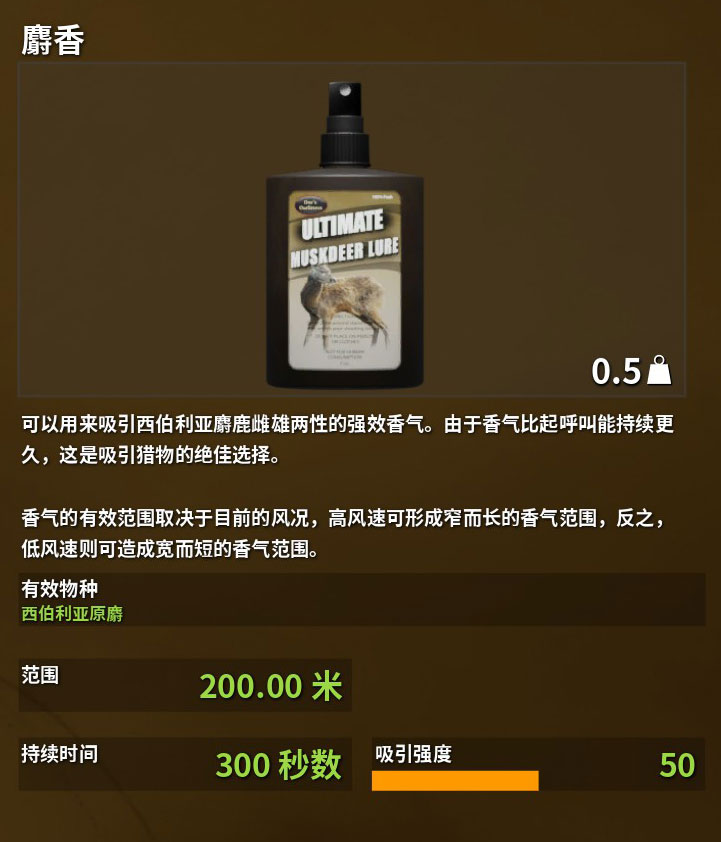 麝香
100% Fresh
Doc's
ULTIMATE
MUSKDEER LURE
0.5
可以用来吸引西伯利亚麝鹿雌雄两性的强效香气。由于香气比起呼叫能持续更
久，这是吸引猎物的绝佳选择。
香气的有效范围取决于目前的风况，高风速可形成窄而长的香气范围，反之，
低风速则可造成宽而短的香气范围。
有效物种
西伯利亚原麝
范围
200.00 米
持续时间
300 秒数
吸引强度
50